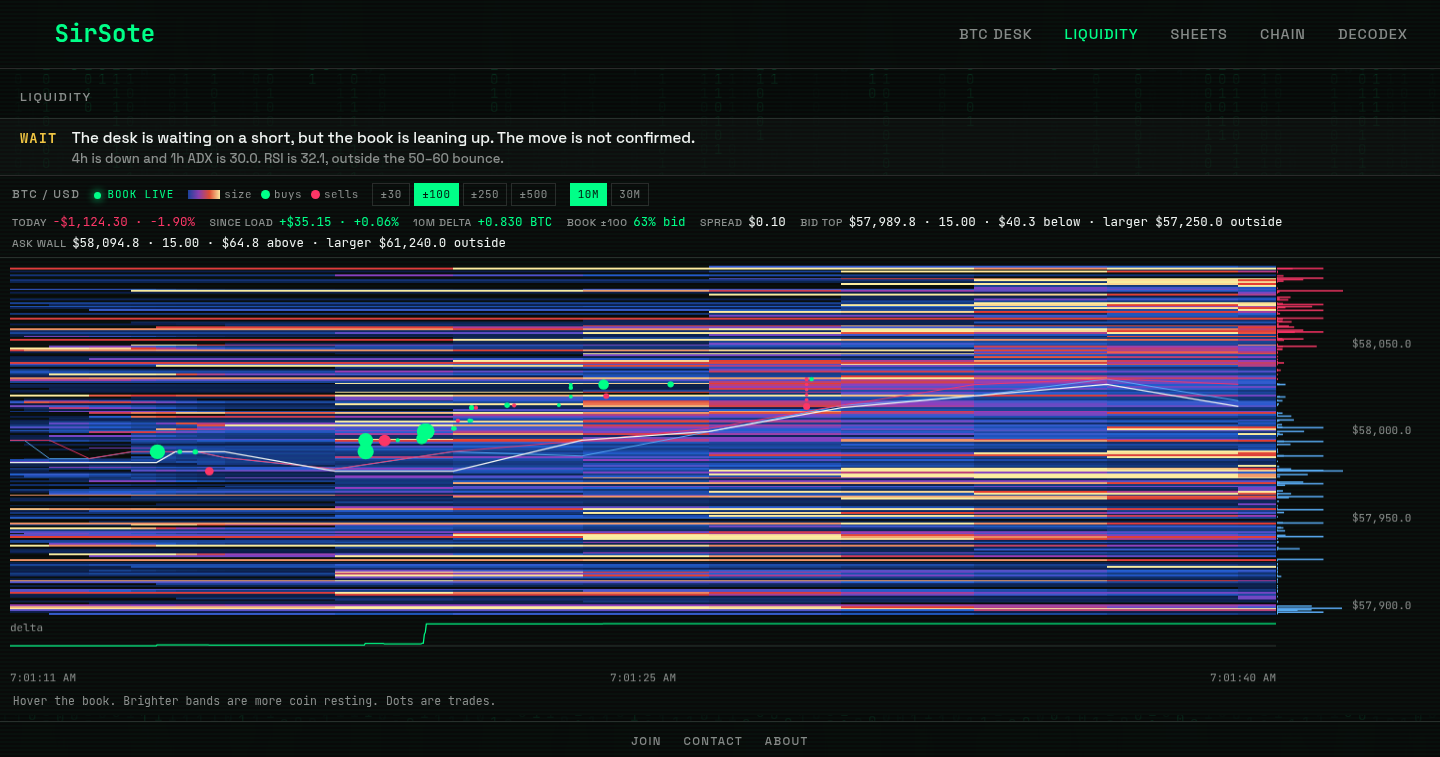 SirSote
BTC DESK LIQUIDITY SHEETS CHAIN DECODEX
LIQUIDITY
WAIT The desk is waiting on a short, but the book is leaning up. The move is not confirmed.
4h is down and 1h ADX is 30.0. RSI is 32.1, outside the 50–60 bounce.
BTC / USD BOOK LIVE size buys sells ±30 ±100 ±250 ±500 10M 30M
TODAY -$1,124.30 · -1.90% SINCE LOAD +$35.15 · +0.06% 10M DELTA +0.830 BTC BOOK ±100 63% bid SPREAD $0.10 BID TOP $57,989.8 · 15.00 · $40.3 below · larger $57,250.0 outside
ASK WALL $58,094.8 · 15.00 · $64.8 above · larger $61,240.0 outside
$58,050.0
$58,000.0
$57,950.0
$57,900.0
delta
7:01:11 AM 7:01:25 AM 7:01:40 AM
Hover the book. Brighter bands are more coin resting. Dots are trades.
JOIN CONTACT ABOUT